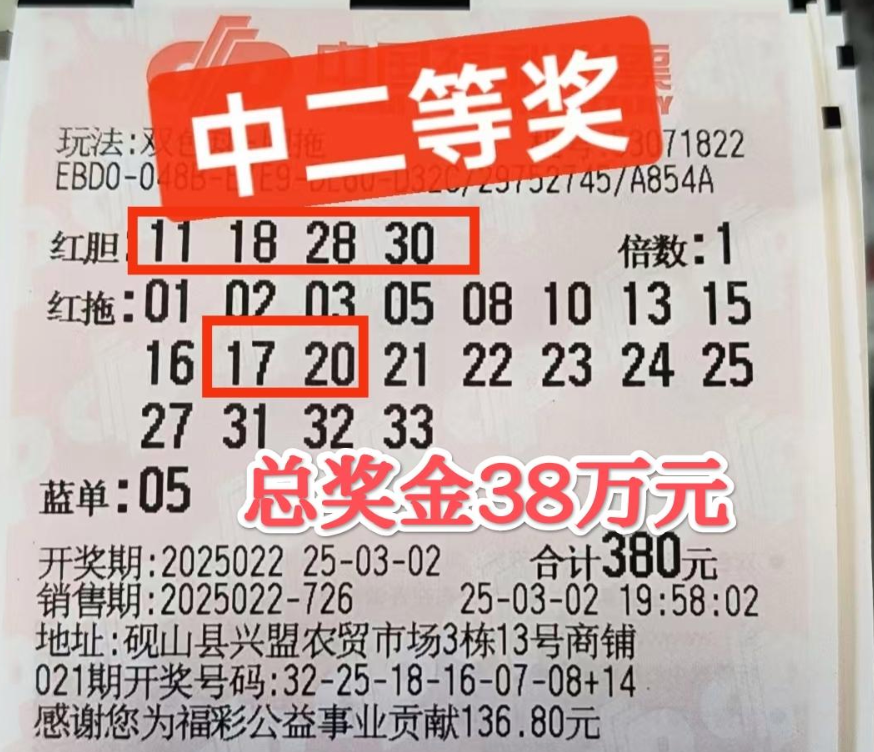 中二等奖
玩法:双色
071822
EBD0-048B-
/29752745/A854A
红胆:11 18 28 30 倍数:1
红拖:01 02 03 05 08 10 13 15
16 17 20 21 22 23 24 25
27 31 32 33
蓝单:05
总奖金38万元
开奖期:2025022 25-03-02 合计380元
销售期:2025022-726 25-03-02 19:58:02
地址:砚山县兴盟农贸市场3栋13号商铺
021期开奖号码:32-25-18-16-07-08+14
感谢您为福彩公益事业贡献136.80元